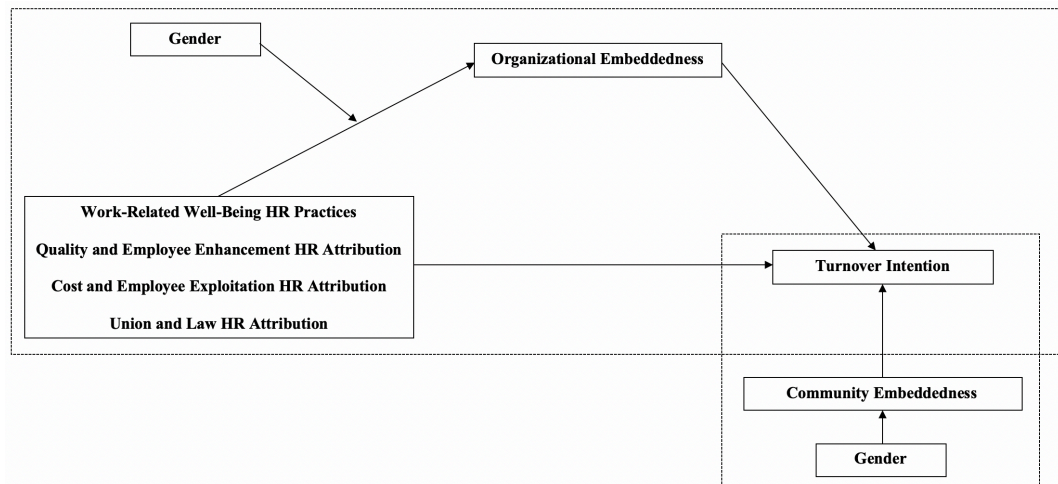 Gender
Organizational Embeddedness
Work-Related Well-Being HR Practices
Quality and Employee Enhancement HR Attribution
Cost and Employee Exploitation HR Attribution
Union and Law HR Attribution
Turnover Intention
Community Embeddedness
Gender